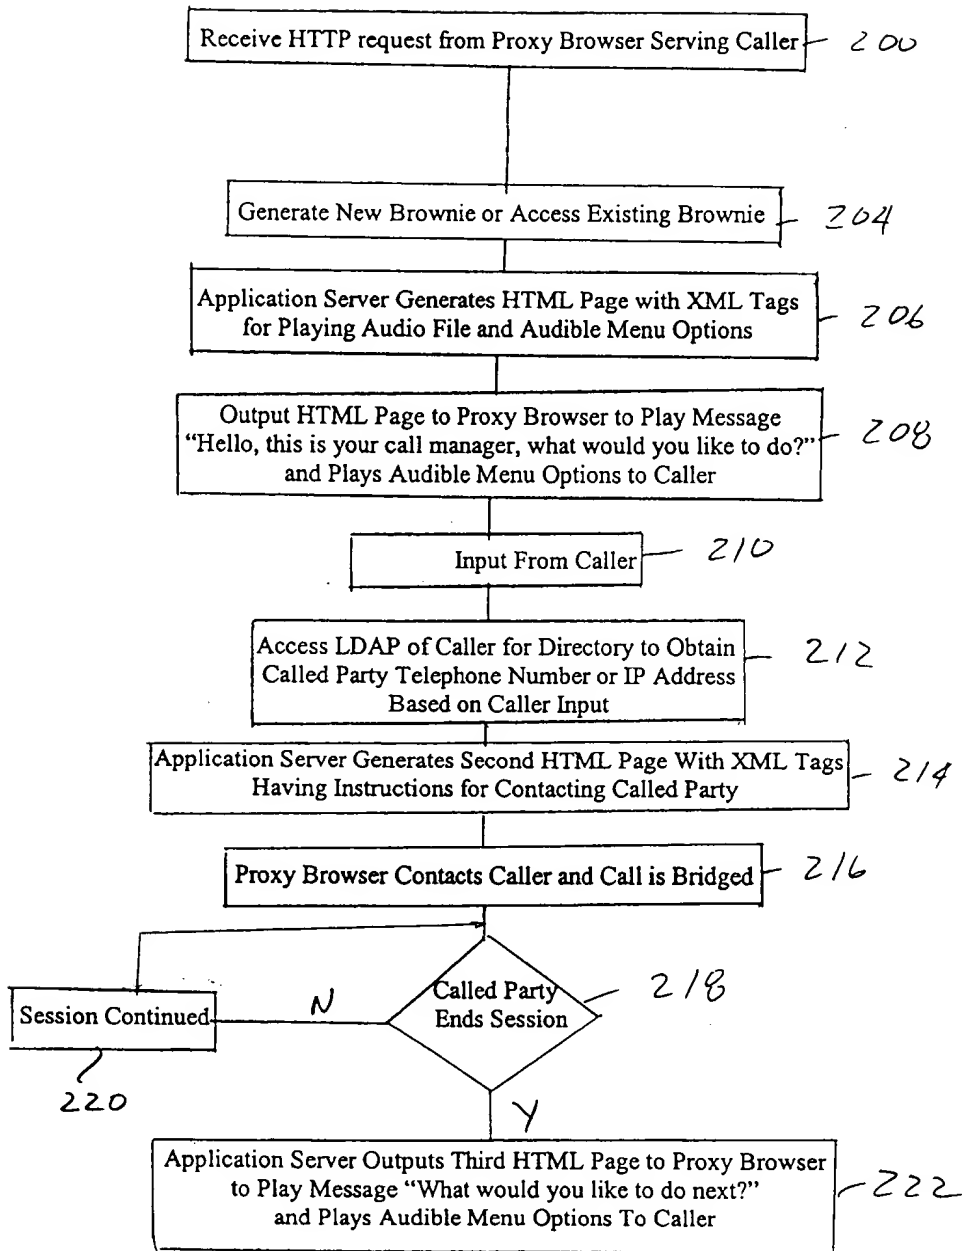 Receive HTTP request from Proxy Browser Serving Caller 200
Generate New Brownie or Access Existing Brownie 204
Application Server Generates HTML Page with XML Tags
for Playing Audio File and Audible Menu Options
206
Output HTML Page to Proxy Browser to Play Message
“Hello, this is your call manager, what would you like to do?”
and Plays Audible Menu Options to Caller
208
Input From Caller 210
Access LDAP of Caller for Directory to Obtain
Called Party Telephone Number or IP Address
Based on Caller Input
212
Application Server Generates Second HTML Page With XML Tags
Having Instructions for Contacting Called Party
214
Proxy Browser Contacts Caller and Call is Bridged 216
Called Party
Ends Session
218
N
Session Continued
220
Y
Application Server Outputs Third HTML Page to Proxy Browser
to Play Message “What would you like to do next?”
and Plays Audible Menu Options To Caller
222